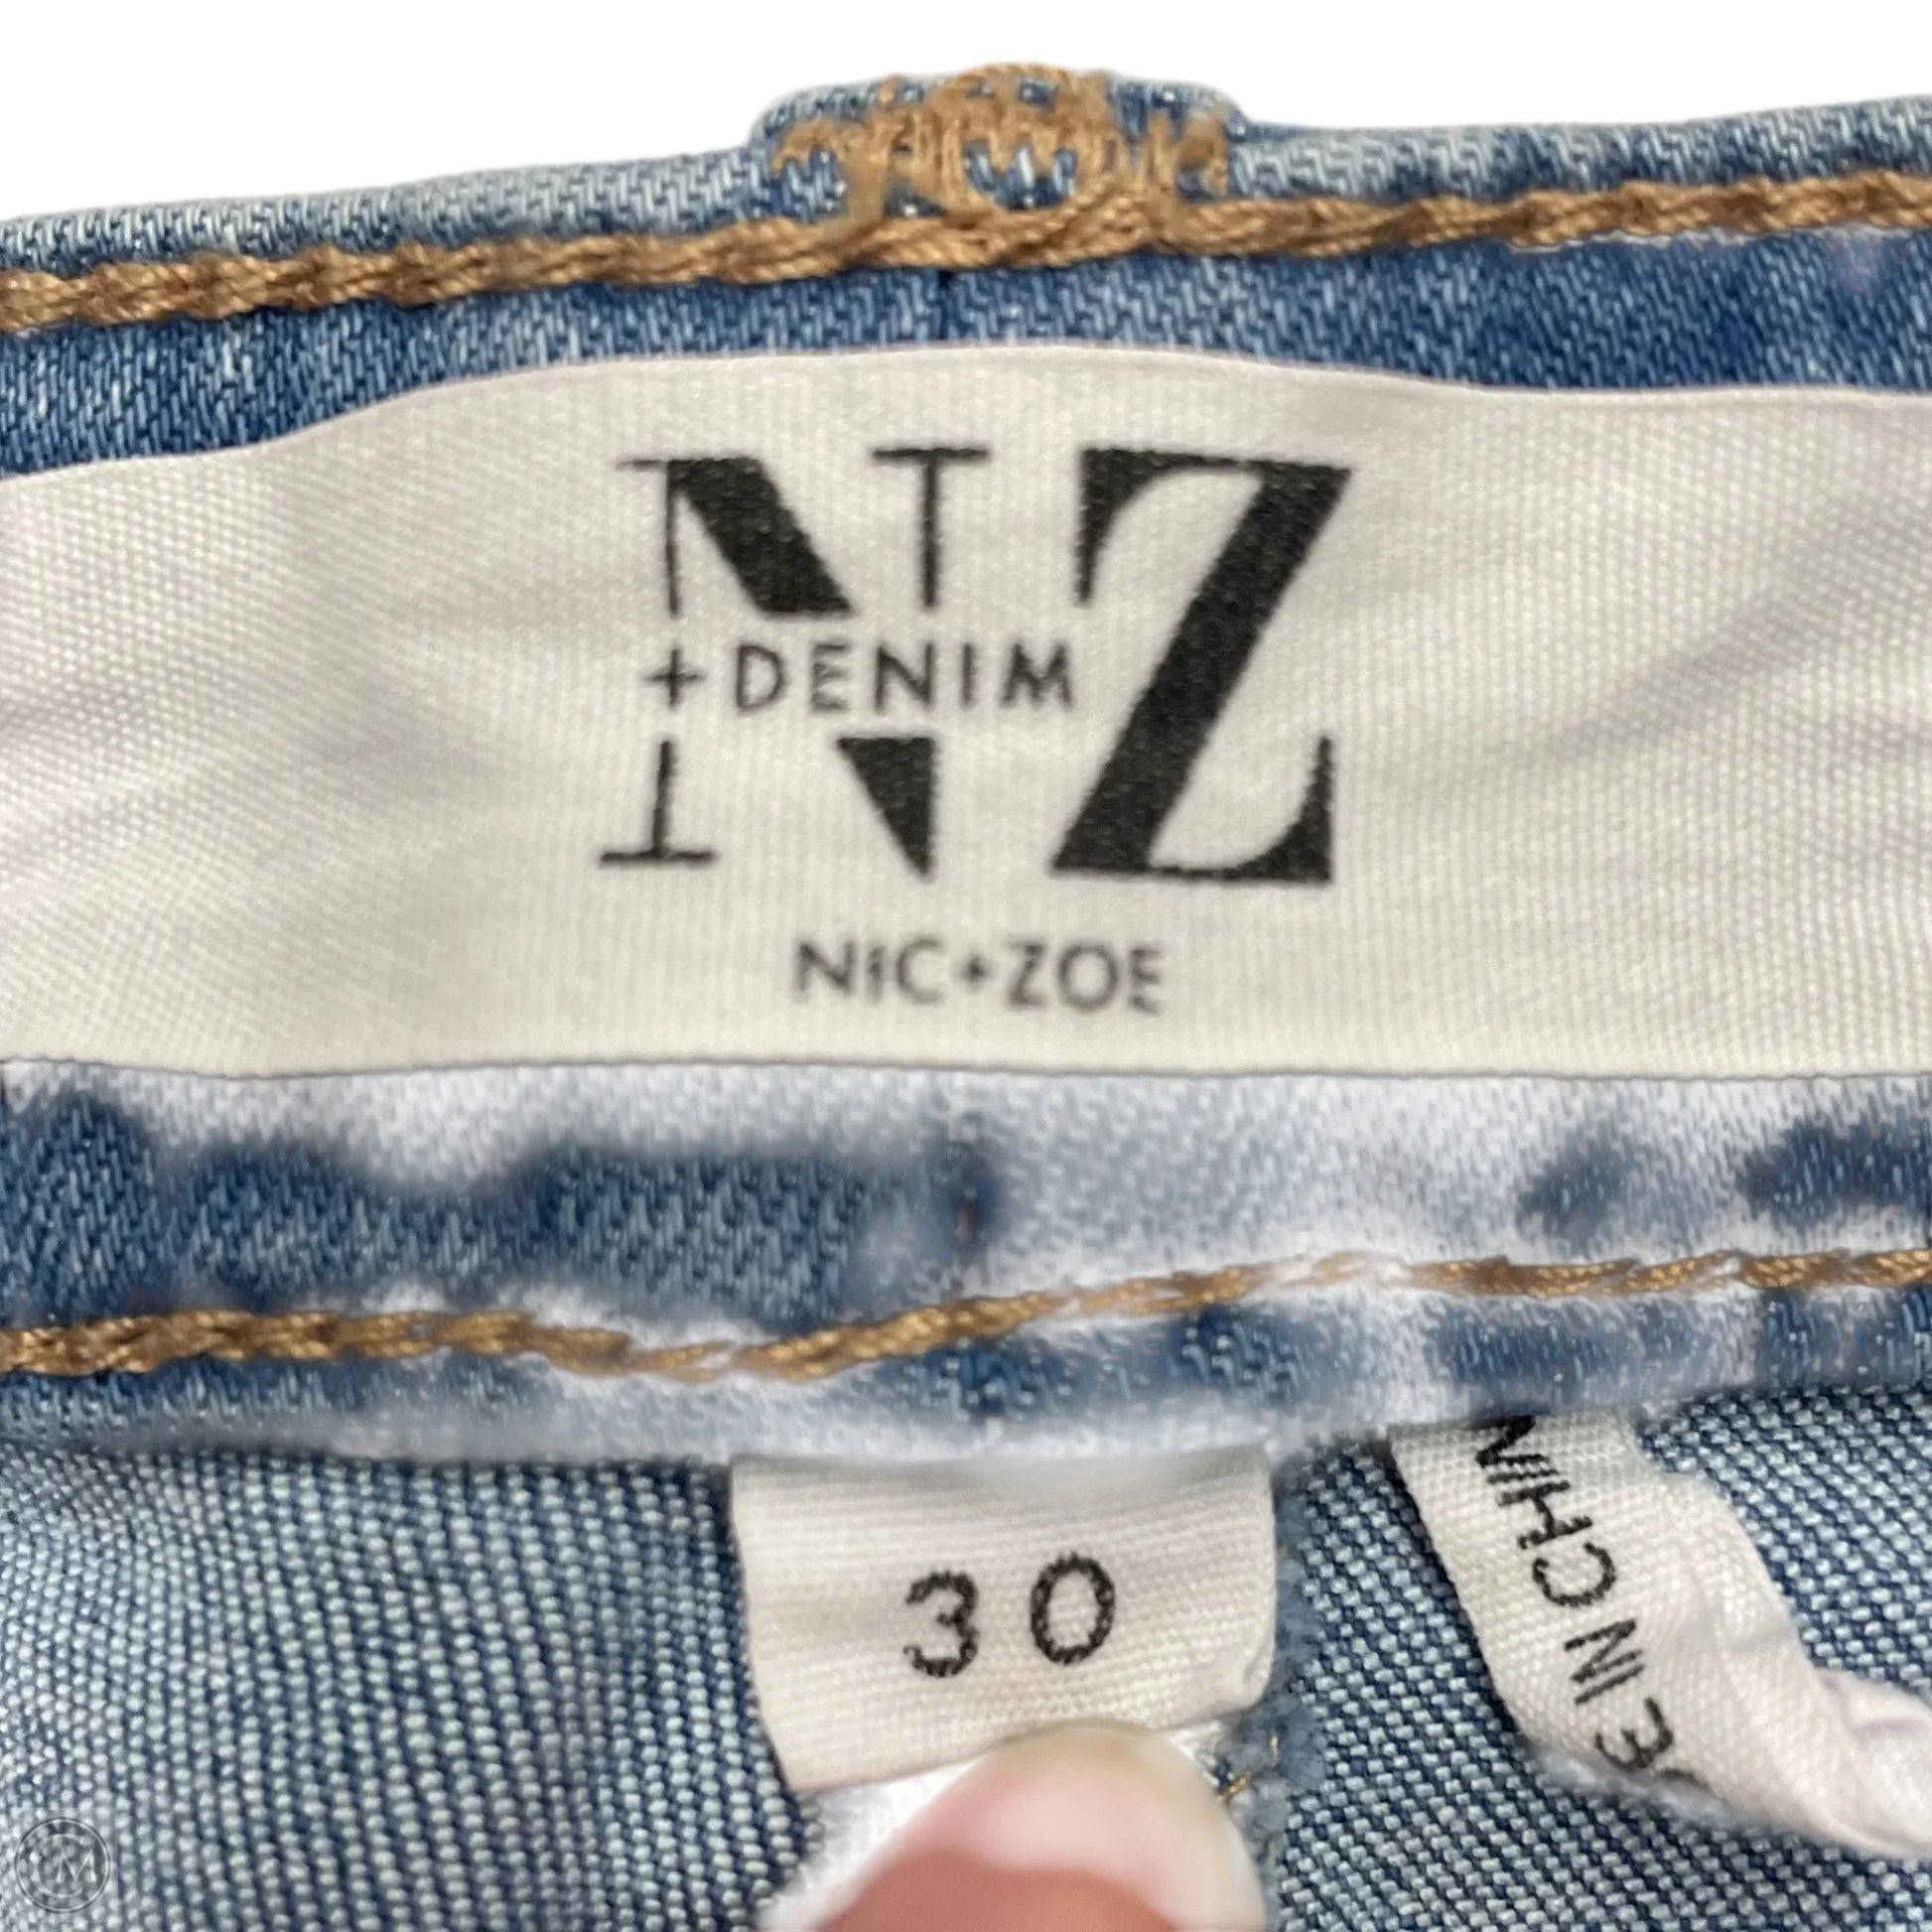 NZ
+DENIM
NIC+ZOE
30
E IN CHIN